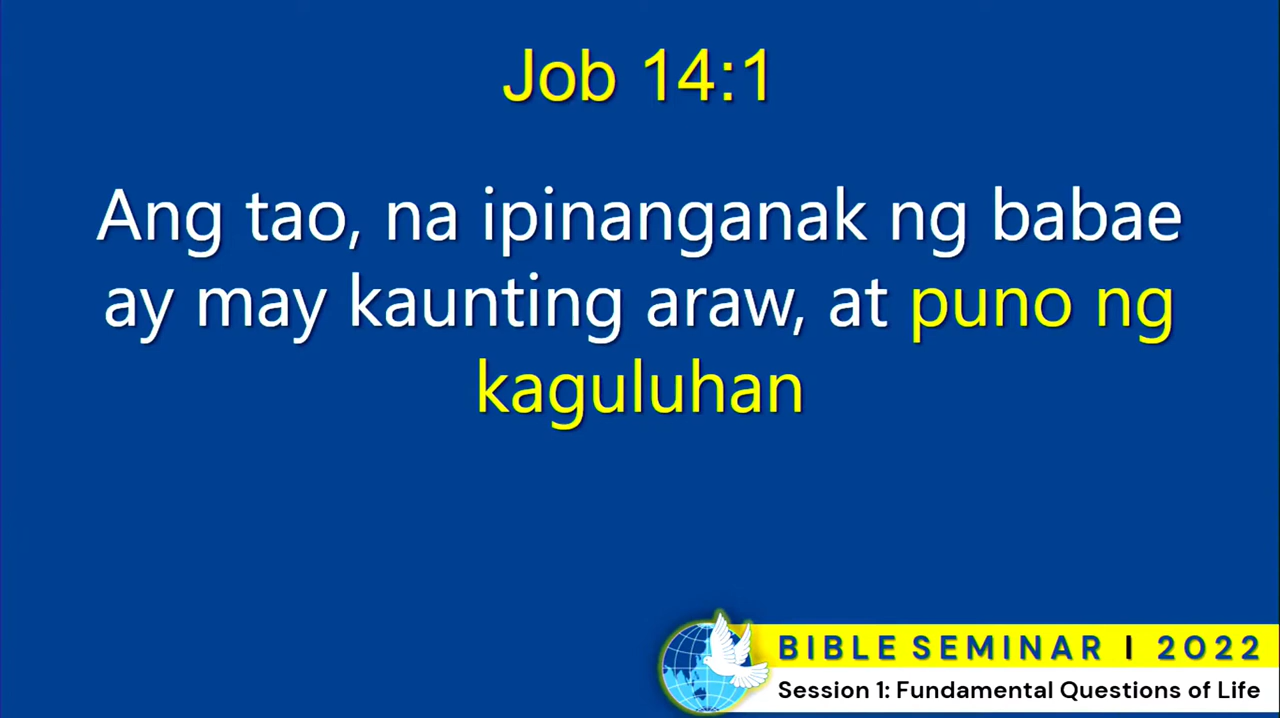 Job 14:1
Ang tao, na ipinanganak ng babae
ay may kaunting araw, at puno ng
kaguluhan
BIBLE SEMINAR | 2022
Session 1: Fundamental Questions of Life